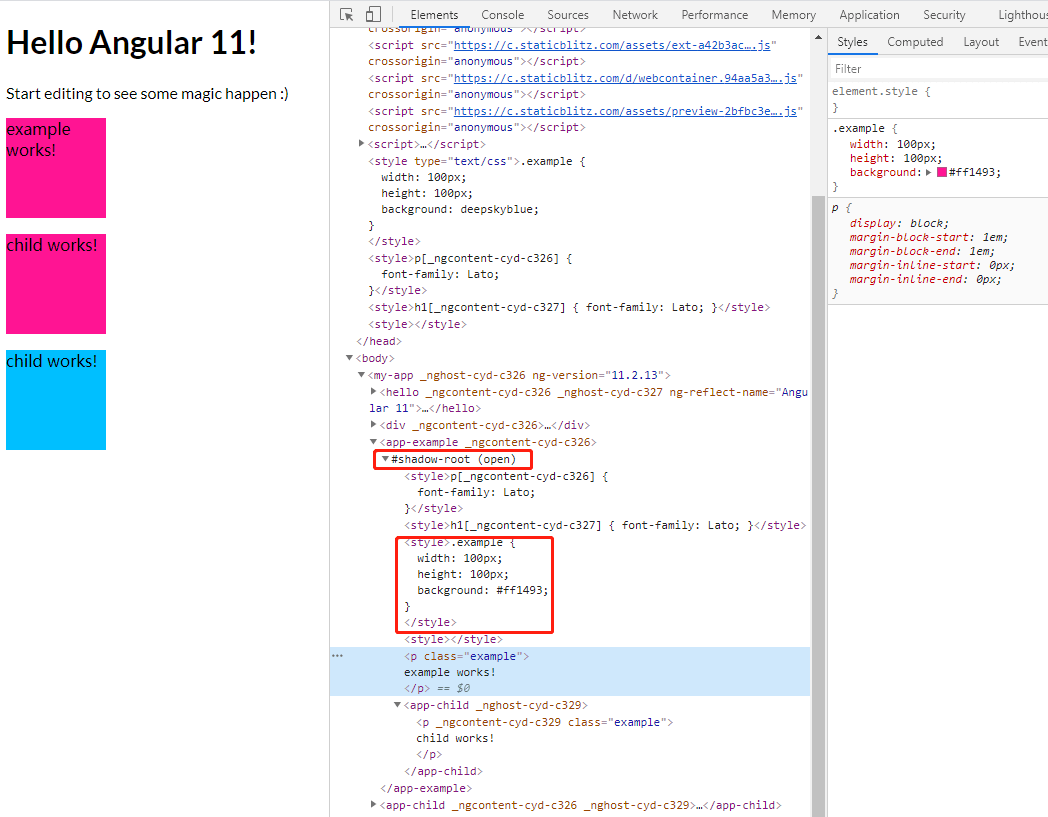 Hello Angular 11!
Start editing to see some magic happen :)
example
works!
child works!
child works!
Elements Console Sources Network Performance Memory Application Security Lighthous
crossorigin="anonymous"></script>
<script src="https://c.staticblitz.com/assets/ext-a42b3ac….js"
crossorigin="anonymous"></script>
<script src="https://c.staticblitz.com/d/webcontainer.94aa5a3….js"
crossorigin="anonymous"></script>
<script src="https://c.staticblitz.com/assets/preview-2bfbc3e….js"
crossorigin="anonymous"></script>
<script>…</script>
<style type="text/css">.example {
width: 100px;
height: 100px;
background: deepskyblue;
}
</style>
<style>p[_ngcontent-cyd-c326] {
font-family: Lato;
}</style>
<style>h1[_ngcontent-cyd-c327] { font-family: Lato; }</style>
<style></style>
</head>
<body>
<my-app _nghost-cyd-c326 ng-version="11.2.13">
<hello _ngcontent-cyd-c326 _nghost-cyd-c327 ng-reflect-name="Angu
lar 11">…</hello>
<div _ngcontent-cyd-c326>…</div>
<app-example _ngcontent-cyd-c326>
#shadow-root (open)
<style>p[_ngcontent-cyd-c326] {
font-family: Lato;
}</style>
<style>h1[_ngcontent-cyd-c327] { font-family: Lato; }</style>
<style>.example {
width: 100px;
height: 100px;
background: #ff1493;
}
</style>
<style></style>
<p class="example">
example works!
</p> == $0
<app-child _nghost-cyd-c329>
<p _ngcontent-cyd-c329 class="example">
child works!
</p>
</app-child>
</app-example>
<app-child _ngcontent-cyd-c326 _nghost-cyd-c329>…</app-child>
Styles Computed Layout Event
Filter
element.style {
}
.example {
width: 100px;
height: 100px;
background: #ff1493;
}
p {
display: block;
margin-block-start: 1em;
margin-block-end: 1em;
margin-inline-start: 0px;
margin-inline-end: 0px;
}